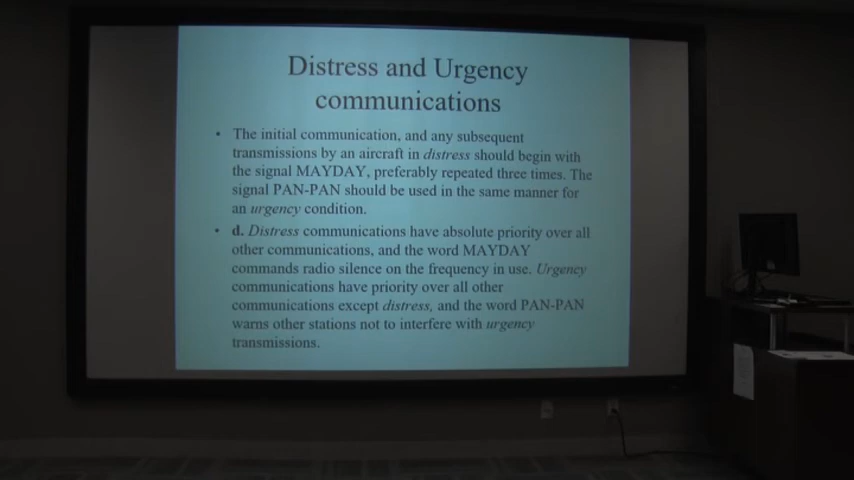 Distress and Urgency
communications
• The initial communication, and any subsequent
transmissions by an aircraft in distress should begin with
the signal MAYDAY, preferably repeated three times. The
signal PAN-PAN should be used in the same manner for
an urgency condition.
• d. Distress communications have absolute priority over all
other communications, and the word MAYDAY
commands radio silence on the frequency in use. Urgency
communications have priority over all other
communications except distress, and the word PAN-PAN
warns other stations not to interfere with urgency
transmissions.